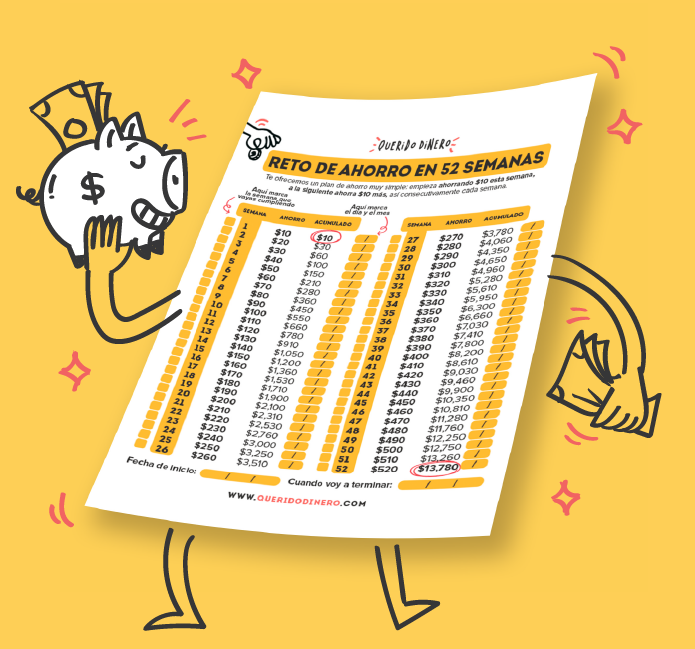 $
QUERIDO DINERO
RETO DE AHORRO EN 52 SEMANAS
Te ofrecemos un plan de ahorro muy simple: empieza ahorrando $10 esta semana,
a la siguiente ahorra $10 más, así consecutivamente cada semana.
Aquí marca
la semana que
vayas cumpliendo
Aquí marca
el día y el mes
SEMANA AHORRO ACUMULADO
1 $10 $10 /
2 $20 $30 /
3 $30 $60 /
4 $40 $100 /
5 $50 $150 /
6 $60 $210 /
7 $70 $280 /
8 $80 $360 /
9 $90 $450 /
10 $100 $550 /
11 $110 $660 /
12 $120 $780 /
13 $130 $910 /
14 $140 $1,050 /
15 $150 $1,200 /
16 $160 $1,360 /
17 $170 $1,530 /
18 $180 $1,710 /
19 $190 $1,900 /
20 $200 $2,100 /
21 $210 $2,310 /
22 $220 $2,530 /
23 $230 $2,760 /
24 $240 $3,000 /
25 $250 $3,250 /
26 $260 $3,510 /
SEMANA AHORRO ACUMULADO
27 $270 $3,780 /
28 $280 $4,060 /
29 $290 $4,350 /
30 $300 $4,650 /
31 $310 $4,960 /
32 $320 $5,280 /
33 $330 $5,610 /
34 $340 $5,950 /
35 $350 $6,300 /
36 $360 $6,660 /
37 $370 $7,030 /
38 $380 $7,410 /
39 $390 $7,800 /
40 $400 $8,200 /
41 $410 $8,610 /
42 $420 $9,030 /
43 $430 $9,460 /
44 $440 $9,900 /
45 $450 $10,350 /
46 $460 $10,810 /
47 $470 $11,280 /
48 $480 $11,760 /
49 $490 $12,250 /
50 $500 $12,750 /
51 $510 $13,260 /
52 $520 $13,780 /
Fecha de inicio: / /
Cuando voy a terminar: / /
WWW.QUERIDODINERO.COM